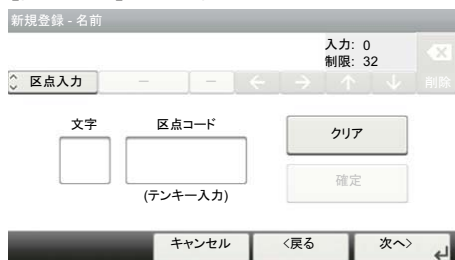 新規登録 - 名前
入力: 0
制限: 32
区点入力 － － ← → ↑ ↓ 削除
文字 区点コード クリア
確定
(テンキー入力)
キャンセル <戻る 次へ>